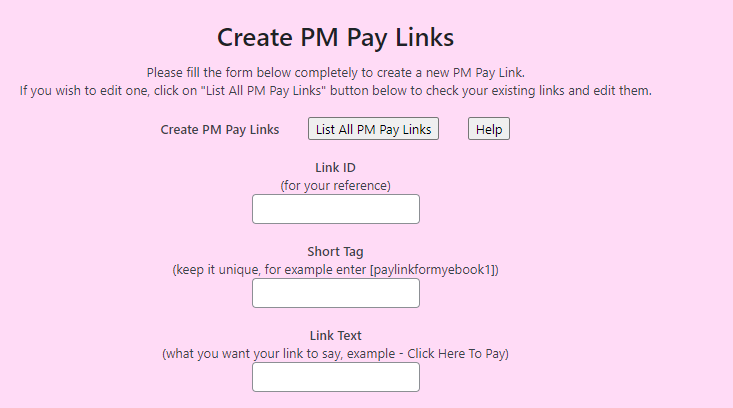 Create PM Pay Links
Please fill the form below completely to create a new PM Pay Link.
If you wish to edit one, click on "List All PM Pay Links" button below to check your existing links and edit them.
Create PM Pay Links List All PM Pay Links Help
Link ID
(for your reference)
Short Tag
(keep it unique, for example enter [paylinkformyebook1])
Link Text
(what you want your link to say, example - Click Here To Pay)